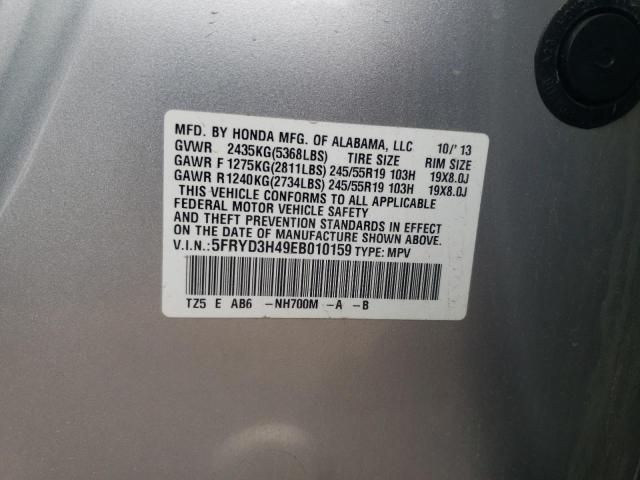 MFD. BY HONDA MFG. OF ALABAMA, LLC 10/'13
GVWR 2435KG(5368LBS) TIRE SIZE RIM SIZE
GAWR F 1275KG(2811LBS) 245/55R19 103H 19X8.0J
GAWR R1240KG(2734LBS) 245/55R19 103H 19X8.0J
THIS VEHICLE CONFORMS TO ALL APPLICABLE
FEDERAL MOTOR VEHICLE SAFETY
AND THEFT PREVENTION STANDARDS IN EFFECT
ON THE DATE OF MANUFACTURE SHOWN ABOVE.
V.I.N.: 5FRYD3H49EB010159 TYPE: MPV
TZ5 E AB6 -NH700M -A -B